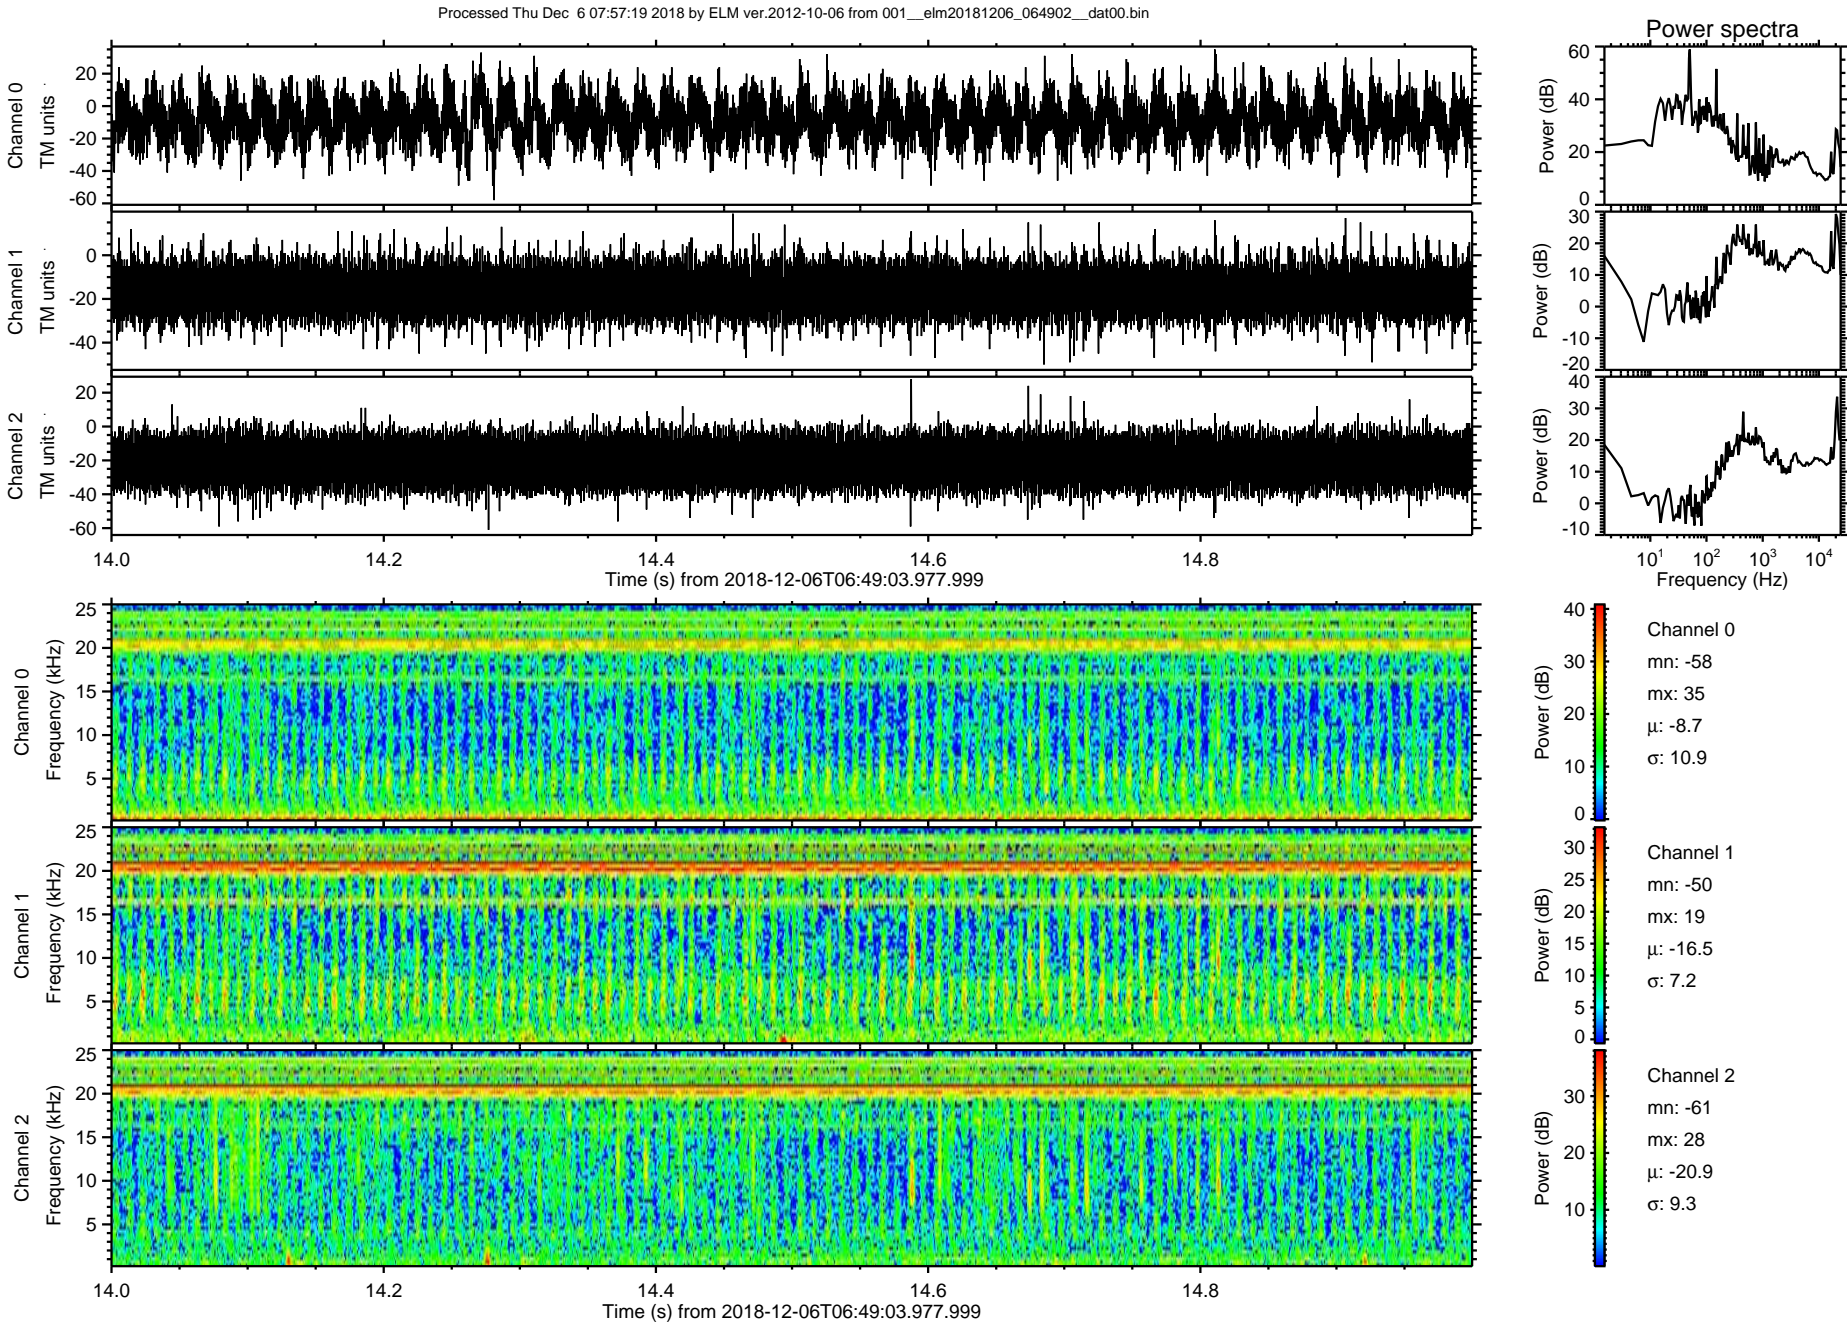 Processed Thu Dec  6 07:57:19 2018 by ELM ver.2012-10-06 from 001__elm20181206_064902__dat00.bin
Power spectra
Channel 0
TM units
20
0
-20
-40
-60
Power (dB)
60
40
20
0
Channel 1
TM units
0
-20
-40
Power (dB)
30
20
10
0
-10
-20
Channel 2
TM units
20
0
-20
-40
-60
Power (dB)
40
30
20
10
0
-10
14.0 14.2 14.4 14.6 14.8
Time (s) from 2018-12-06T06:49:03.977.999
10^1 10^2 10^3 10^4
Frequency (Hz)
Channel 0
Frequency (kHz)
25
20
15
10
5
Power (dB)
40
30
20
10
0
Channel 0
mn: -58
mx: 35
μ: -8.7
σ: 10.9
Channel 1
Frequency (kHz)
25
20
15
10
5
Power (dB)
30
25
20
15
10
5
0
Channel 1
mn: -50
mx: 19
μ: -16.5
σ: 7.2
Channel 2
Frequency (kHz)
25
20
15
10
5
Power (dB)
30
20
10
Channel 2
mn: -61
mx: 28
μ: -20.9
σ: 9.3
14.0 14.2 14.4 14.6 14.8
Time (s) from 2018-12-06T06:49:03.977.999